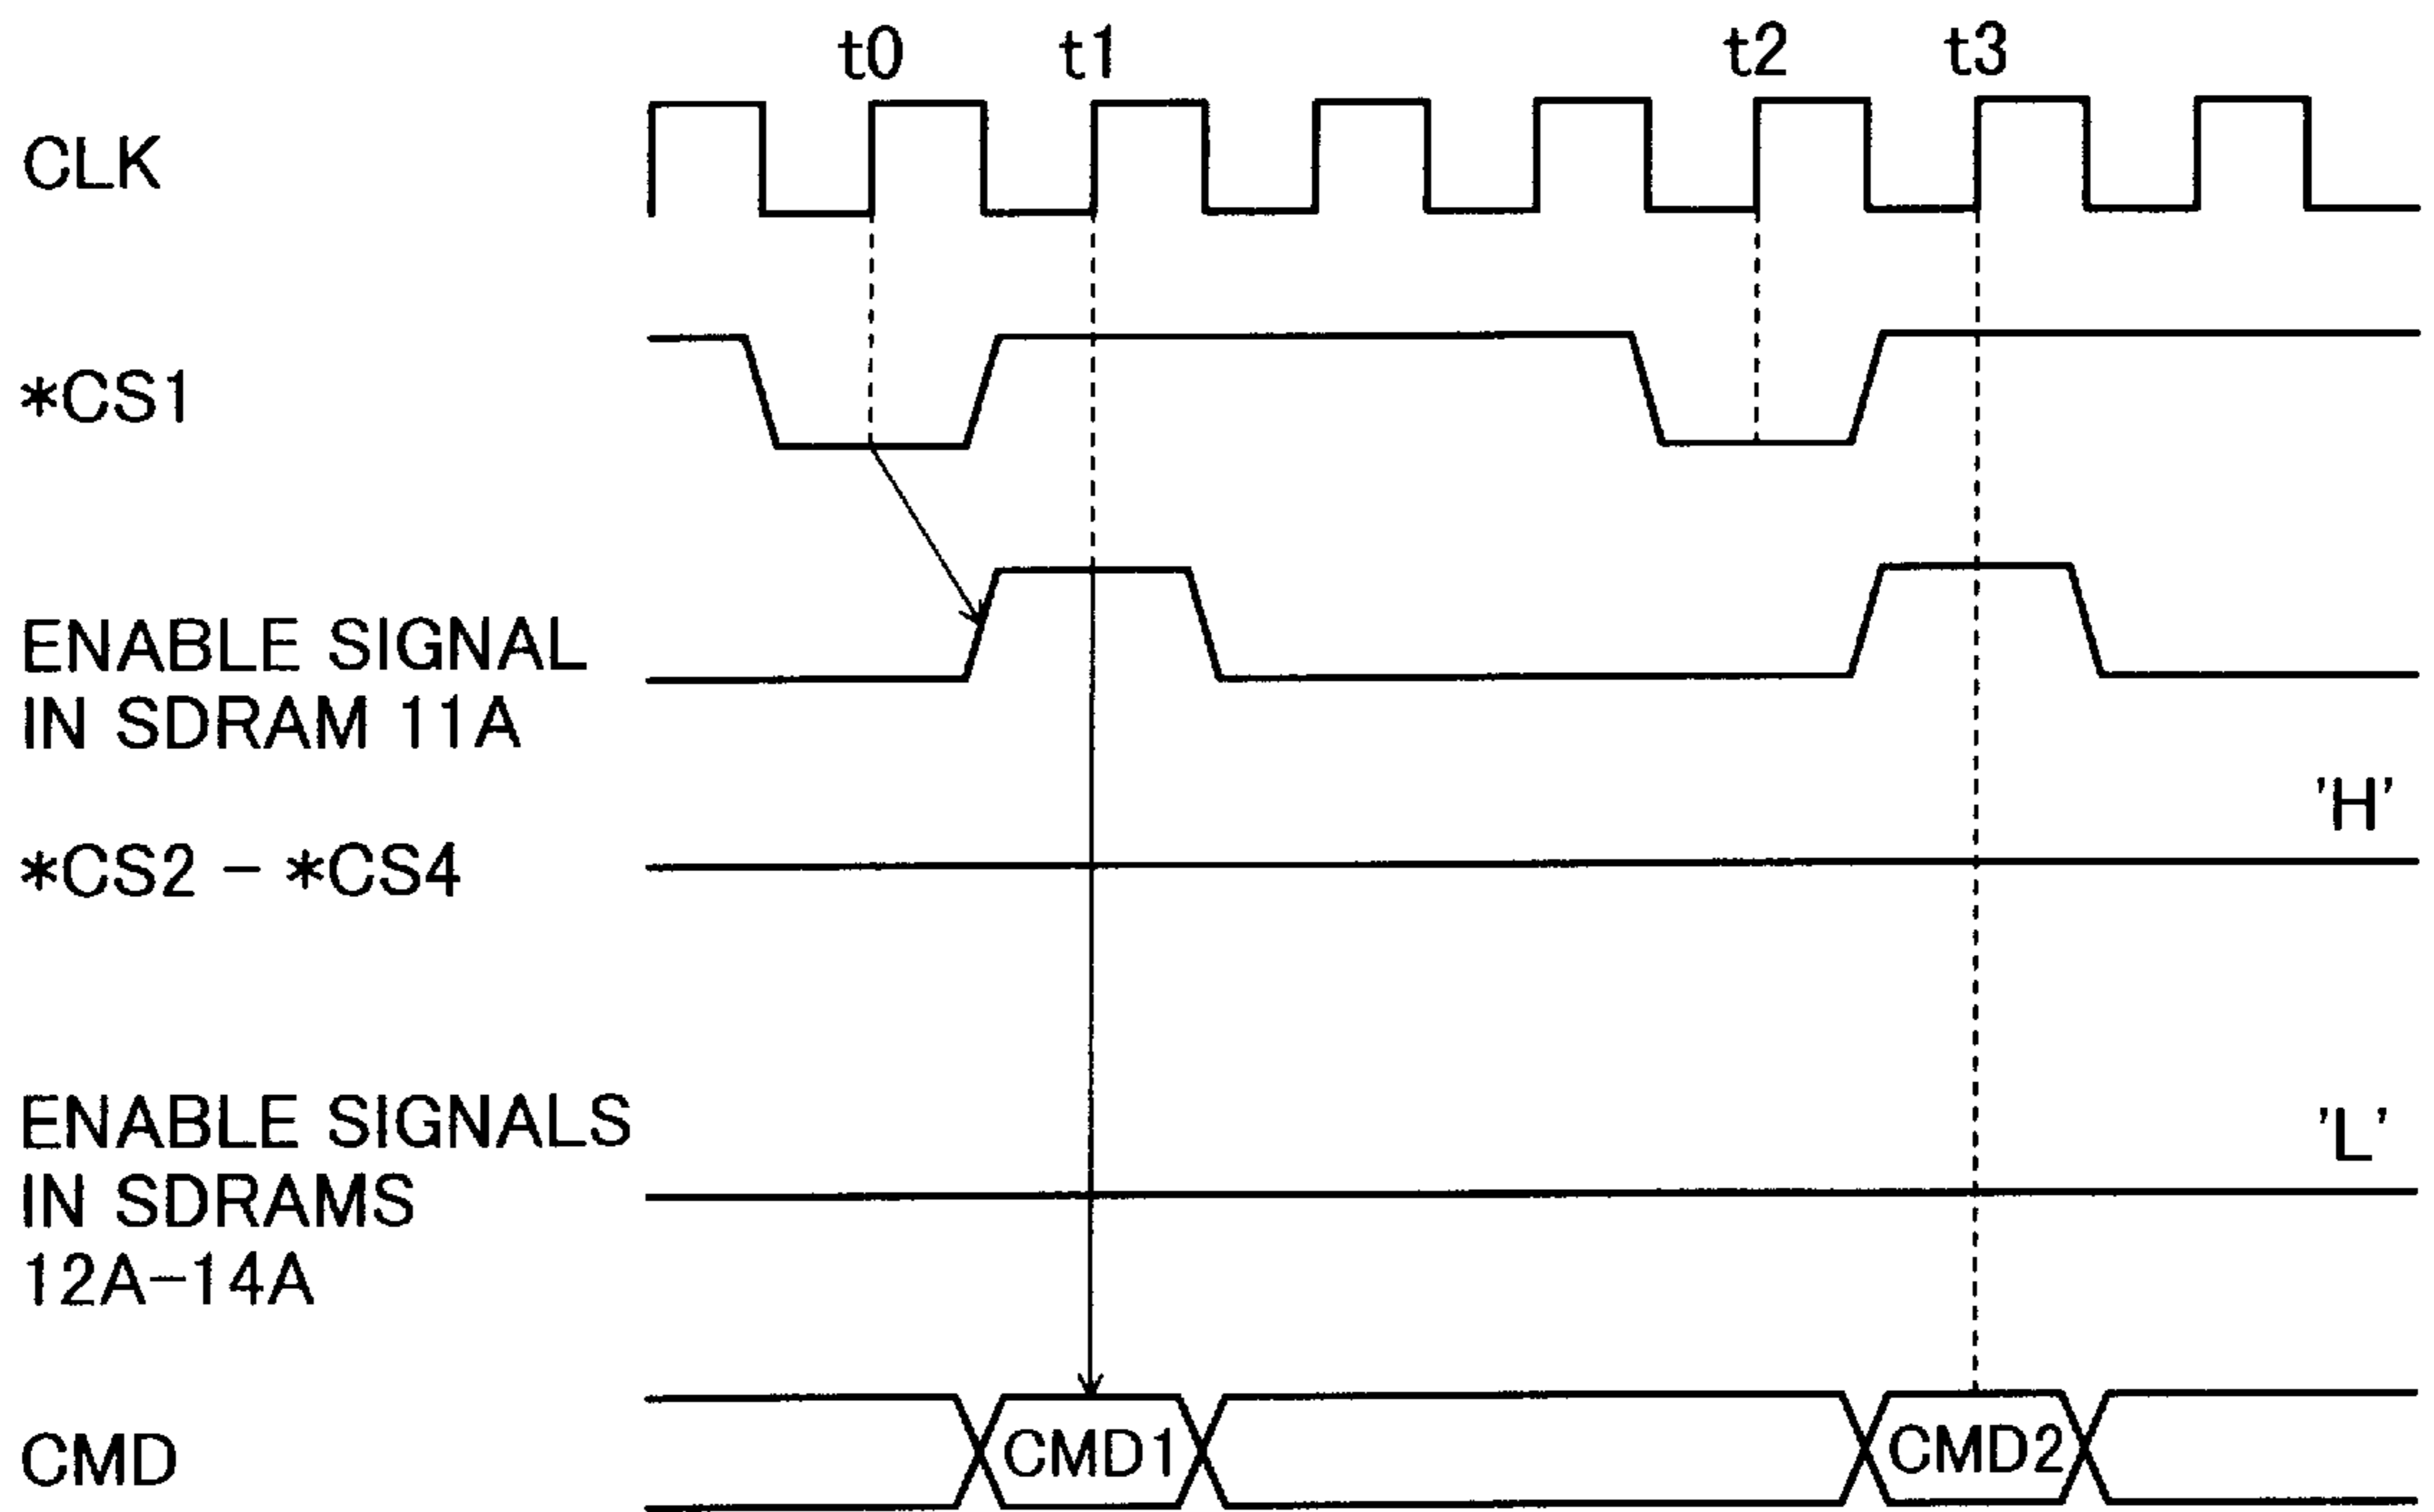 t0 t1 t2 t3
CLK
*CS1
ENABLE SIGNAL
IN SDRAM 11A
'H'
*CS2 - *CS4
ENABLE SIGNALS
'L'
IN SDRAMS
12A-14A
CMD CMD1 CMD2